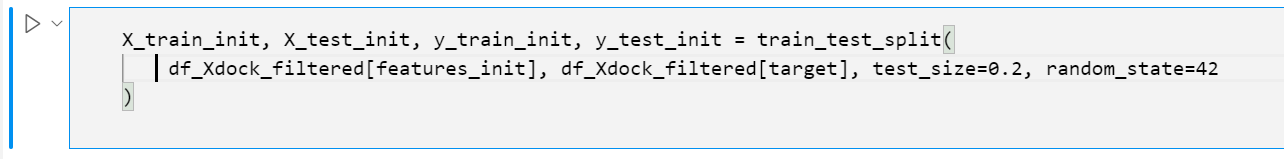 X_train_init, X_test_init, y_train_init, y_test_init = train_test_split(
df_Xdock_filtered[features_init], df_Xdock_filtered[target], test_size=0.2, random_state=42
)